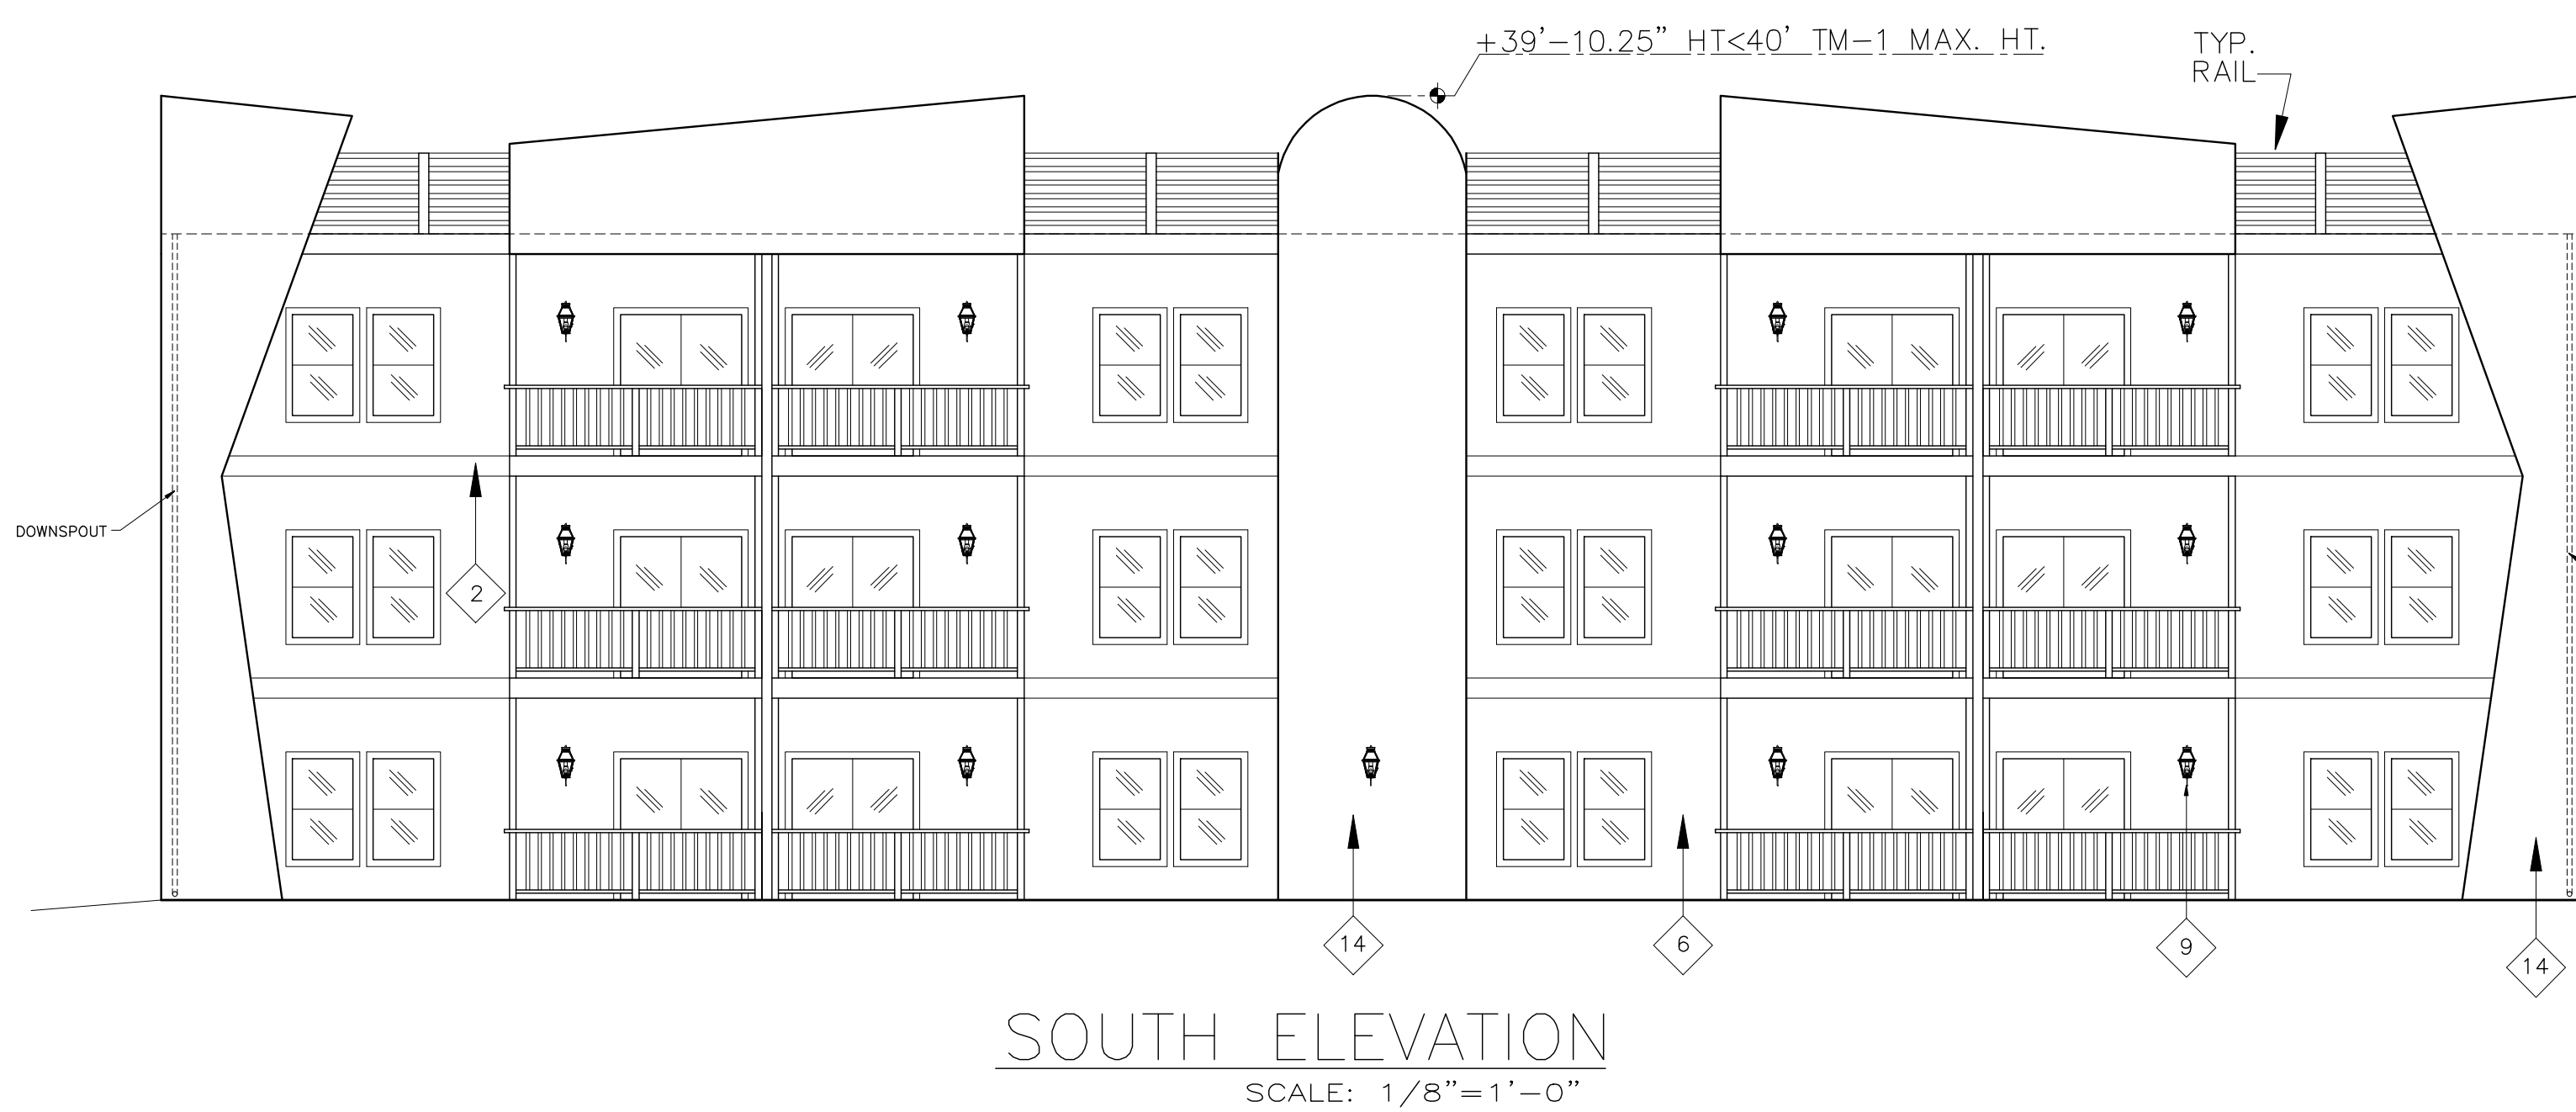 +39'-10.25" HT<40' TM-1 MAX. HT.
TYP.
RAIL
DOWNSPOUT
2
14
6
9
14
SOUTH ELEVATION
SCALE: 1/8"=1'-0"